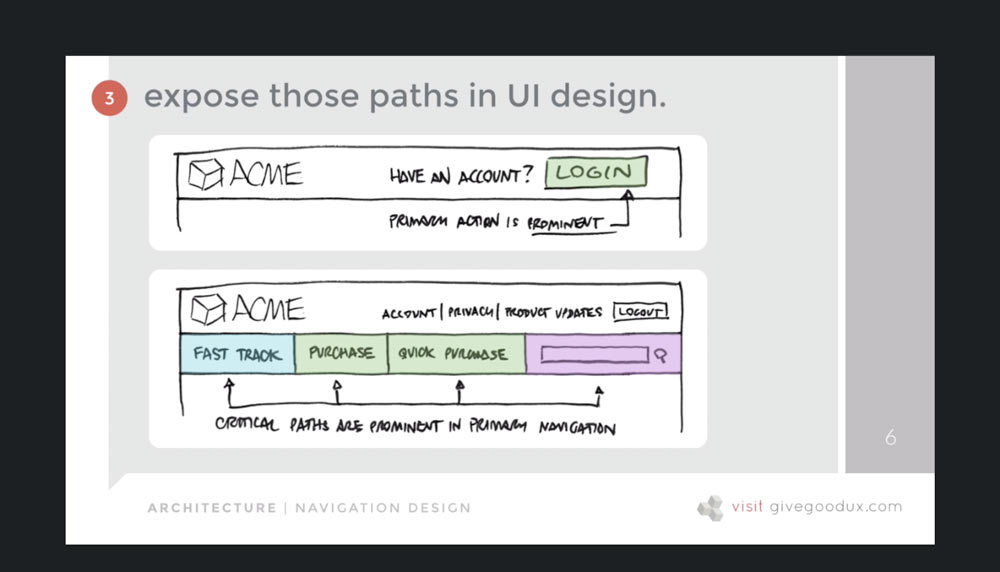 3 expose those paths in UI design.
ACME HAVE AN ACCOUNT? LOGIN
PRIMARY ACTION IS PROMINENT
ACME ACCOUNT | PRIVACY | PRODUCT UPDATES LOGOUT
FAST TRACK PURCHASE QUICK PURCHASE
CRITICAL PATHS ARE PROMINENT IN PRIMARY NAVIGATION
6
ARCHITECTURE | NAVIGATION DESIGN visit givegoodux.com